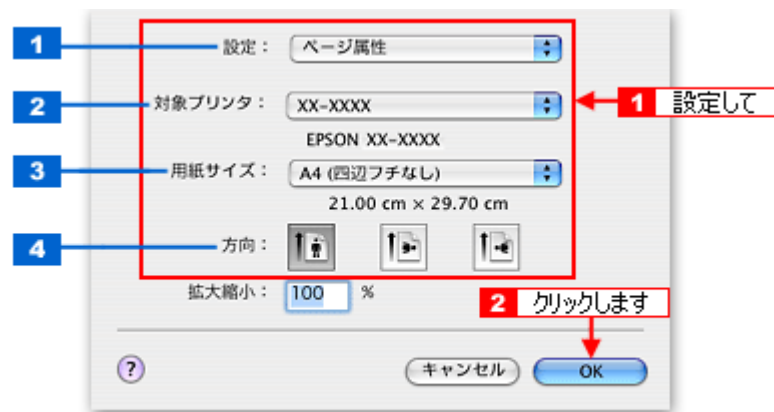 1 設定： ページ属性
2 対象プリンタ： XX-XXXX 1 設定して
EPSON XX-XXXX
3 用紙サイズ： A4 (四辺フチなし)
21.00 cm × 29.70 cm
4 方向：
拡大縮小： 100 %
2 クリックします
? キャンセル OK